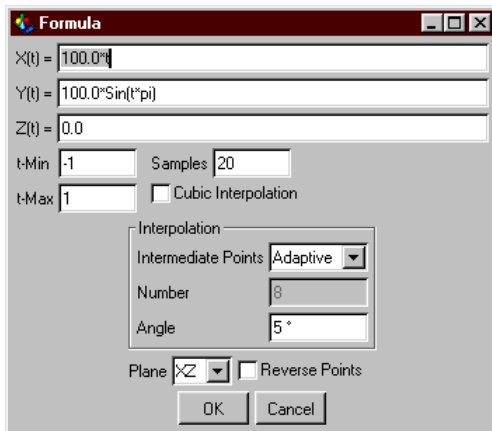 Formula
X(t) = 100.0*t
Y(t) = 100.0*Sin(t*pi)
Z(t) = 0.0
t-Min -1 Samples 20
t-Max 1 Cubic Interpolation
Interpolation
Intermediate Points Adaptive
Number 8
Angle 5 °
Plane XZ Reverse Points
OK Cancel